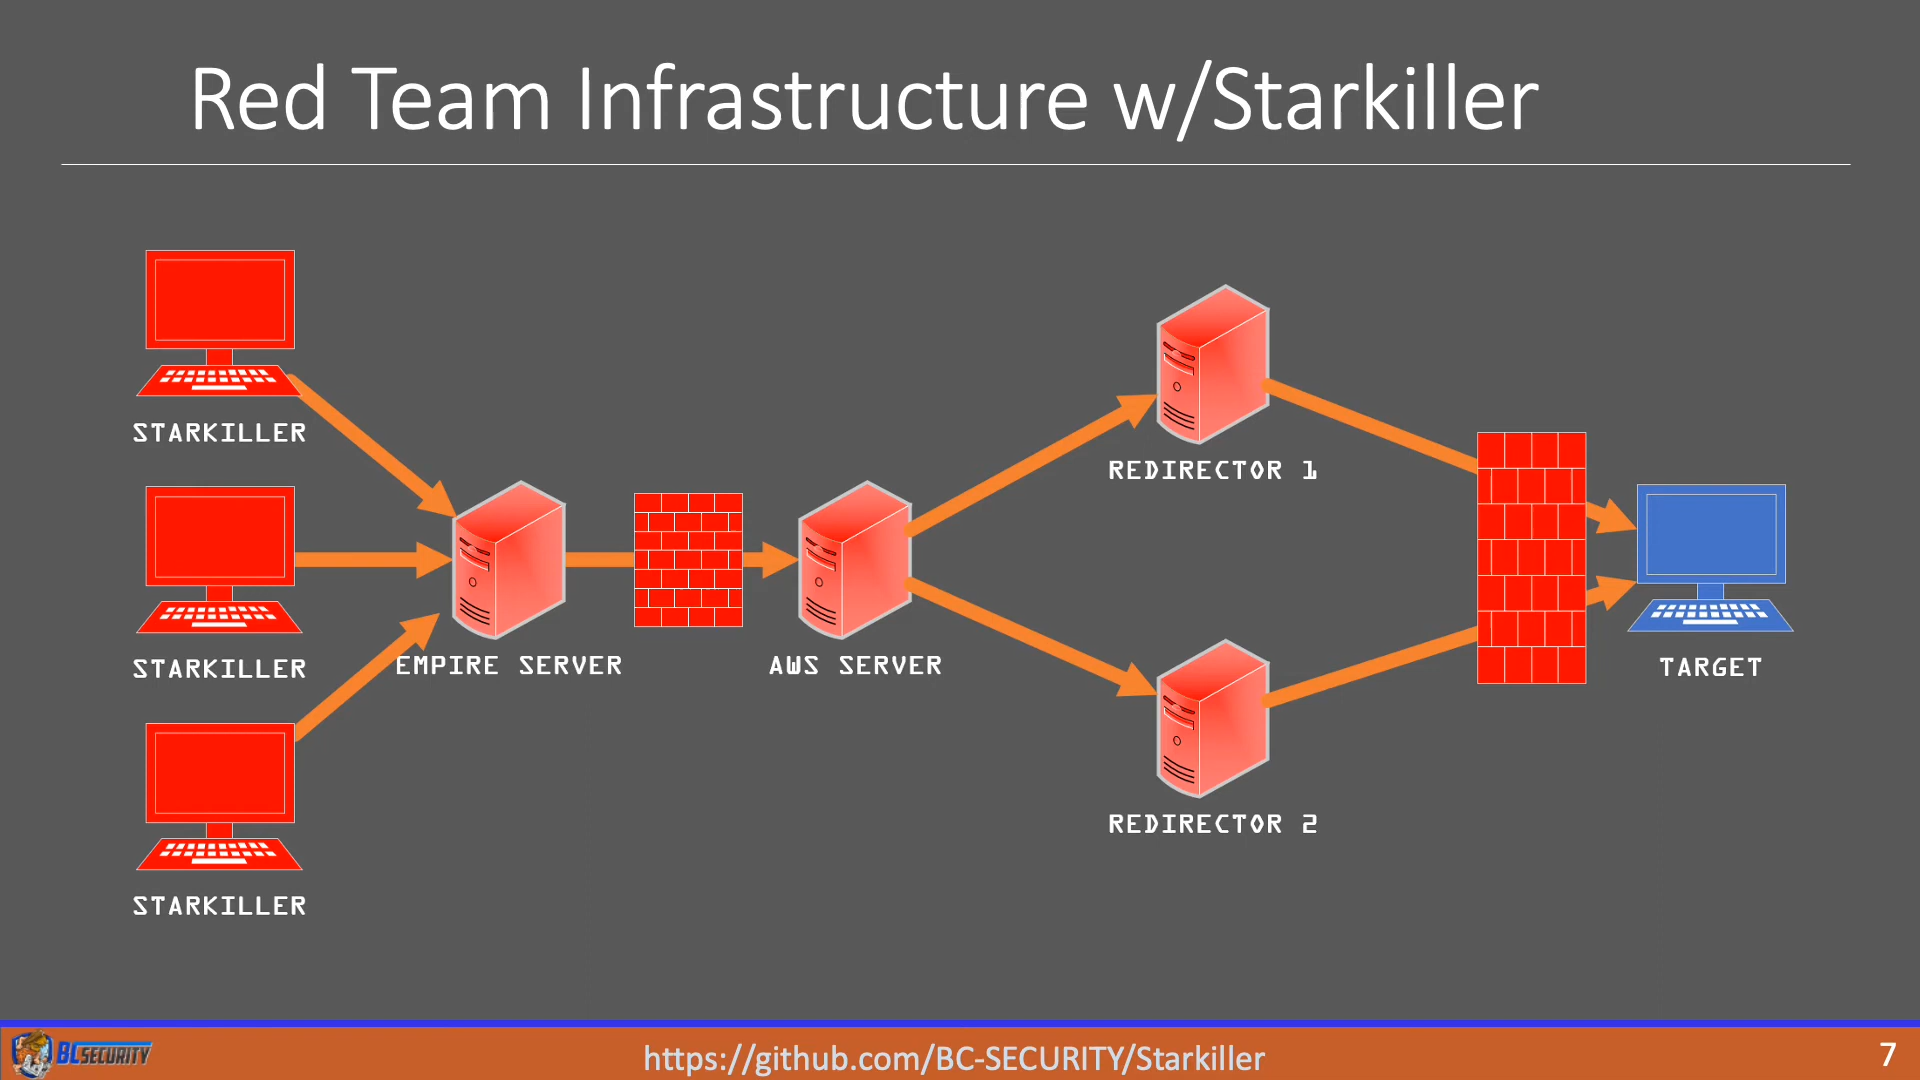 Red Team Infrastructure w/Starkiller
STARKILLER
STARKILLER
STARKILLER
EMPIRE SERVER
AWS SERVER
REDIRECTOR 1
REDIRECTOR 2
TARGET
BCSECURITY
https://github.com/BC-SECURITY/Starkiller
7